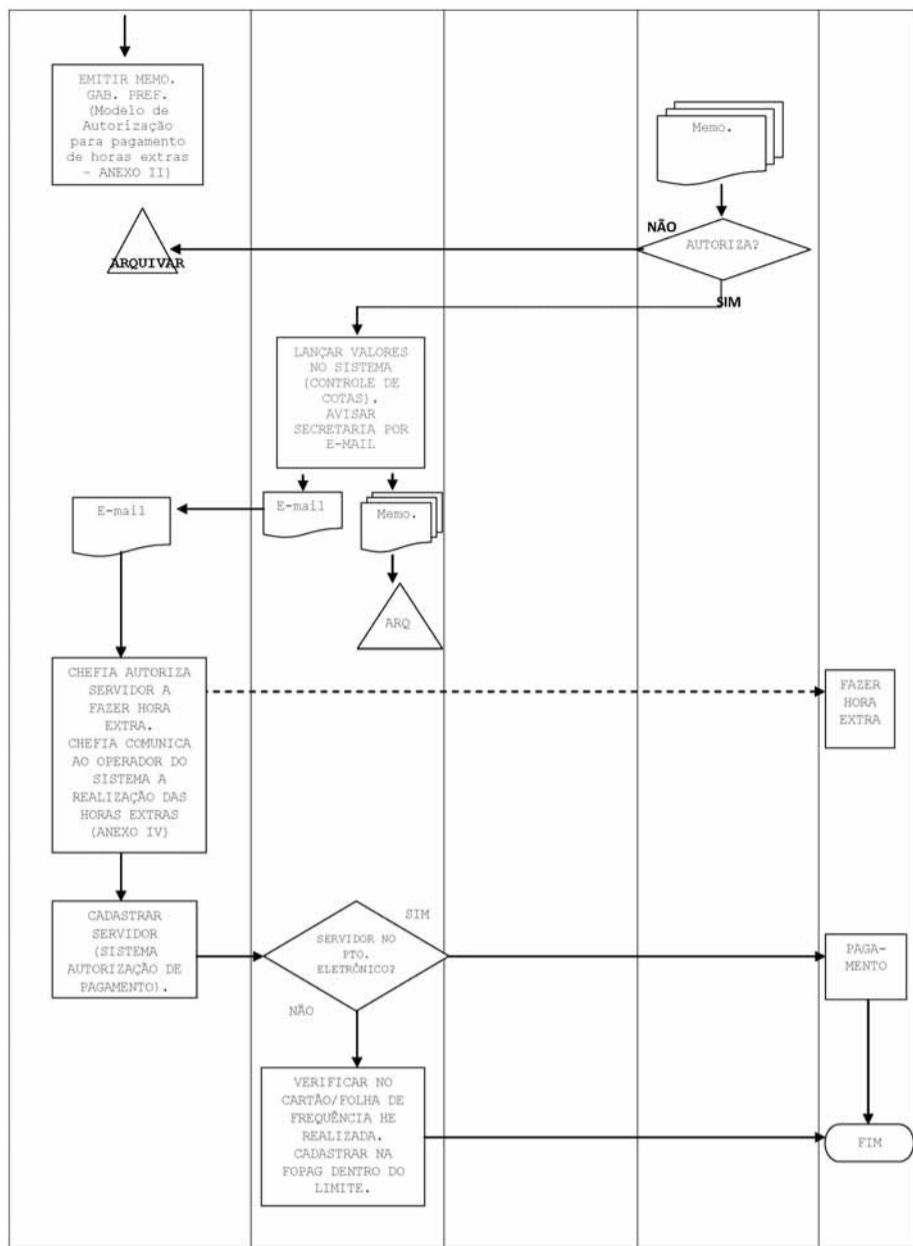 EMITIR MEMO.
GAB. PREF.
(Modelo de
Autorização
para pagamento
de horas extras
- ANEXO II)
Memo.
NÃO
AUTORIZA?
ARQUIVAR
SIM
LANÇAR VALORES
NO SISTEMA
(CONTROLE DE
COTAS).
AVISAR
SECRETARIA POR
E-MAIL
E-mail
E-mail
Memo.
ARQ
CHEFIA AUTORIZA
SERVIDOR A
FAZER HORA
EXTRA.
CHEFIA COMUNICA
AO OPERADOR DO
SISTEMA A
REALIZAÇÃO DAS
HORAS EXTRAS
(ANEXO IV)
FAZER
HORA
EXTRA
CADASTRAR
SERVIDOR
(SISTEMA
AUTORIZAÇÃO DE
PAGAMENTO).
SIM
SERVIDOR NO
PTO.
ELETRÔNICO?
NÃO
PAGA-
MENTO
VERIFICAR NO
CARTÃO/FOLHA DE
FREQUÊNCIA HE
REALIZADA.
CADASTRAR NA
FOPAG DENTRO DO
LIMITE.
FIM